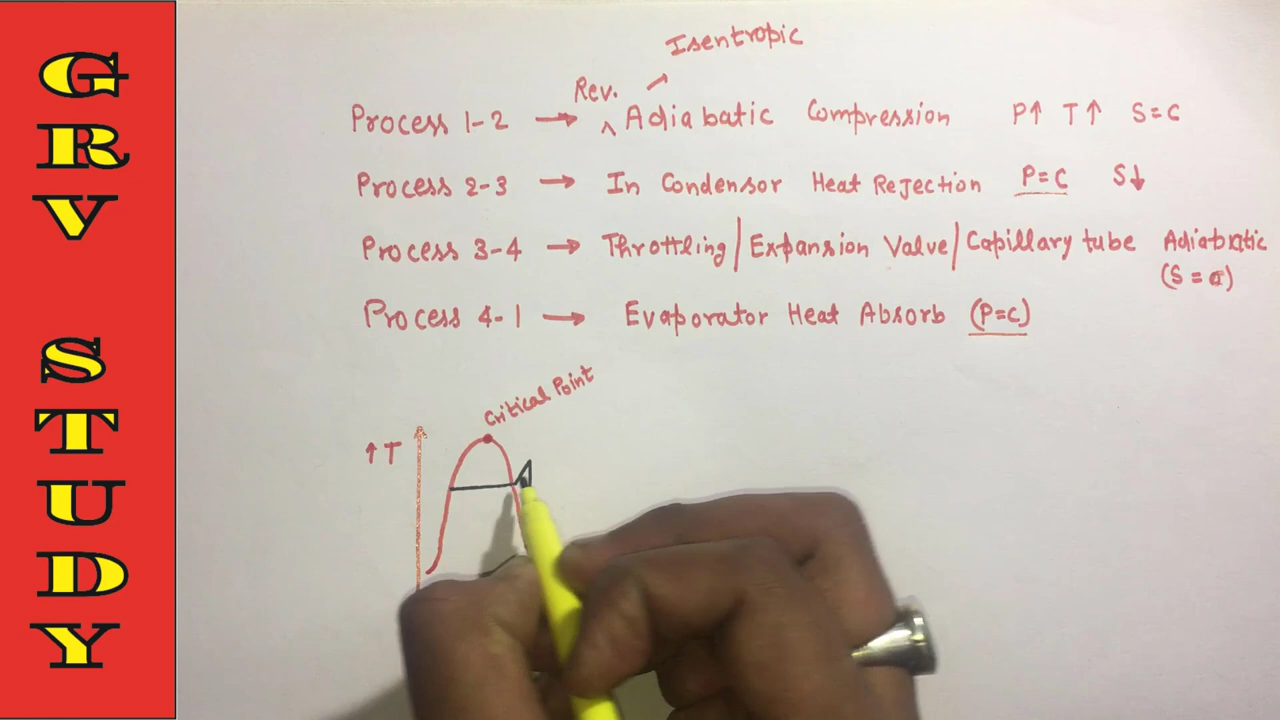 GRV
STUDY
Isentropic
Rev.
Process 1-2 → ^ Adiabatic Compression P↑ T↑ S=C
Process 2-3 → In Condensor Heat Rejection P=C S↓
Process 3-4 → Throttling/Expansion Valve/Capillary tube Adiabatic
Process 4-1 → Evaporator Heat Absorb (P=C)
Critical Point
↑T